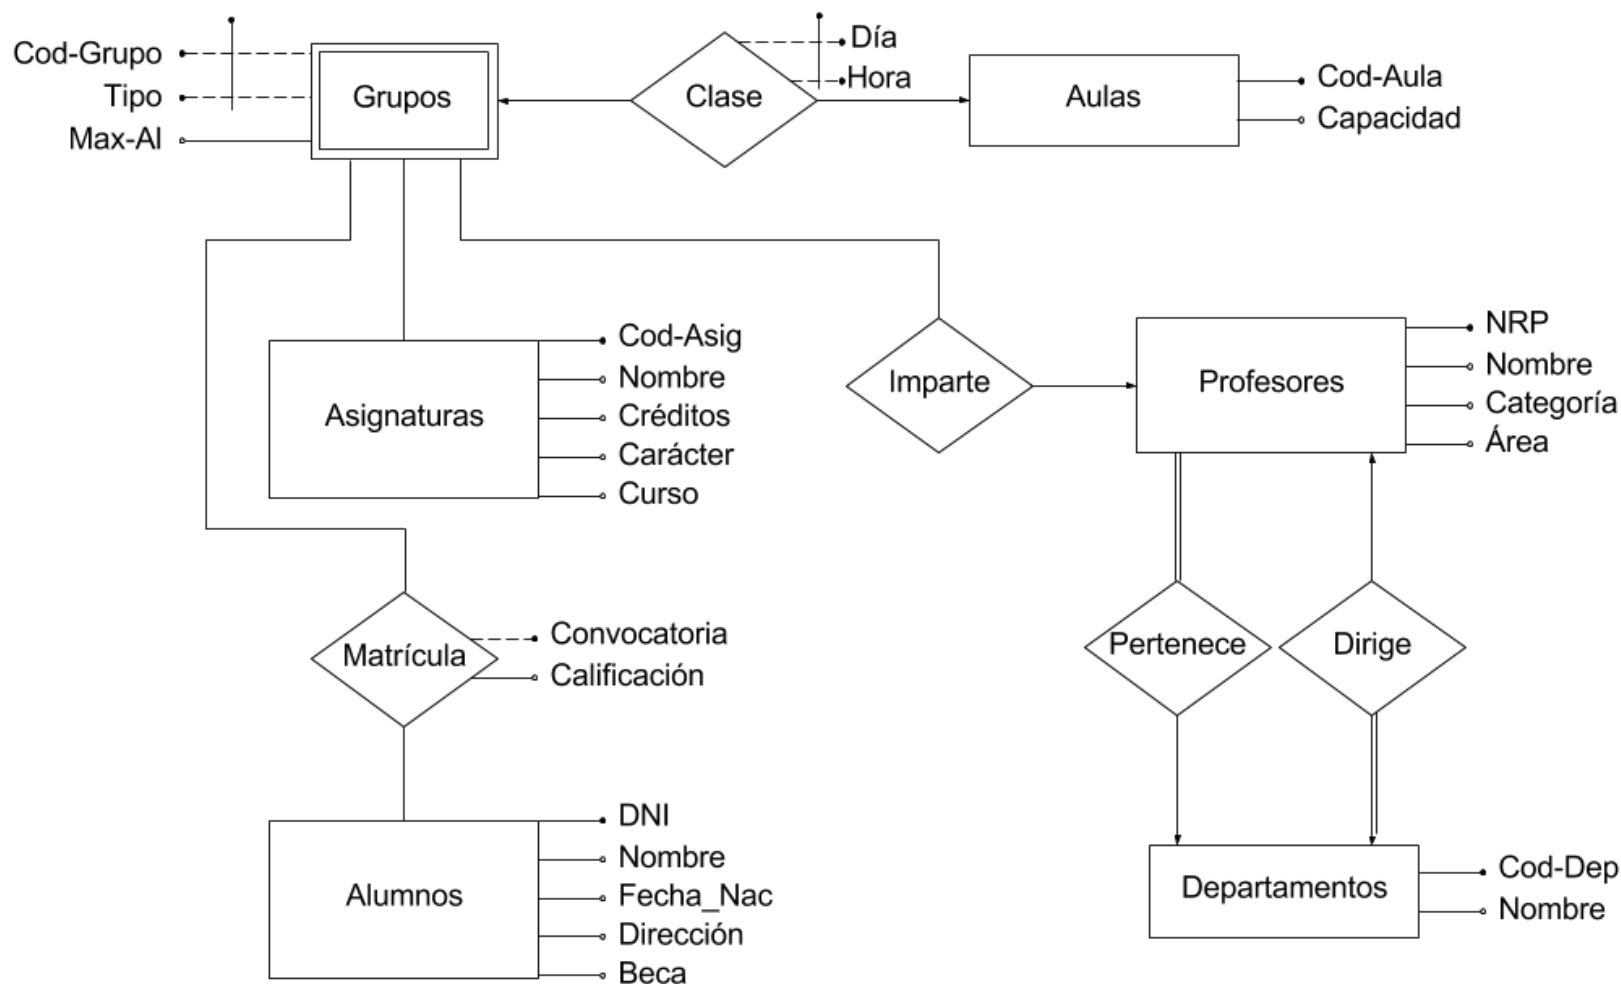 Cod-Grupo
Tipo
Max-Al
Grupos
Clase
Día
Hora
Aulas
Cod-Aula
Capacidad
Asignaturas
Cod-Asig
Nombre
Créditos
Carácter
Curso
Imparte
Profesores
NRP
Nombre
Categoría
Área
Matrícula
Convocatoria
Calificación
Pertenece
Dirige
Alumnos
DNI
Nombre
Fecha_Nac
Dirección
Beca
Departamentos
Cod-Dep
Nombre